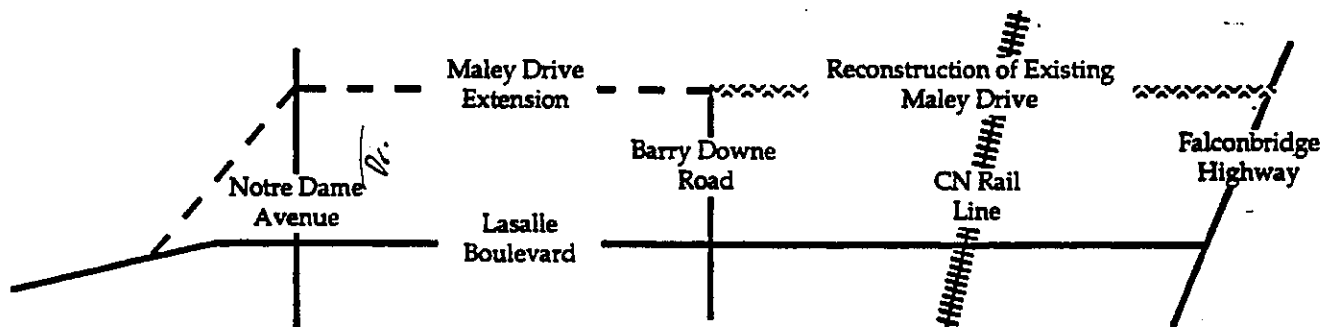 Maley Drive
Extension
Reconstruction of Existing
Maley Drive
Notre Dame
Avenue
Dr.
Barry Downe
Road
CN Rail
Line
Falconbridge
Highway
Lasalle
Boulevard